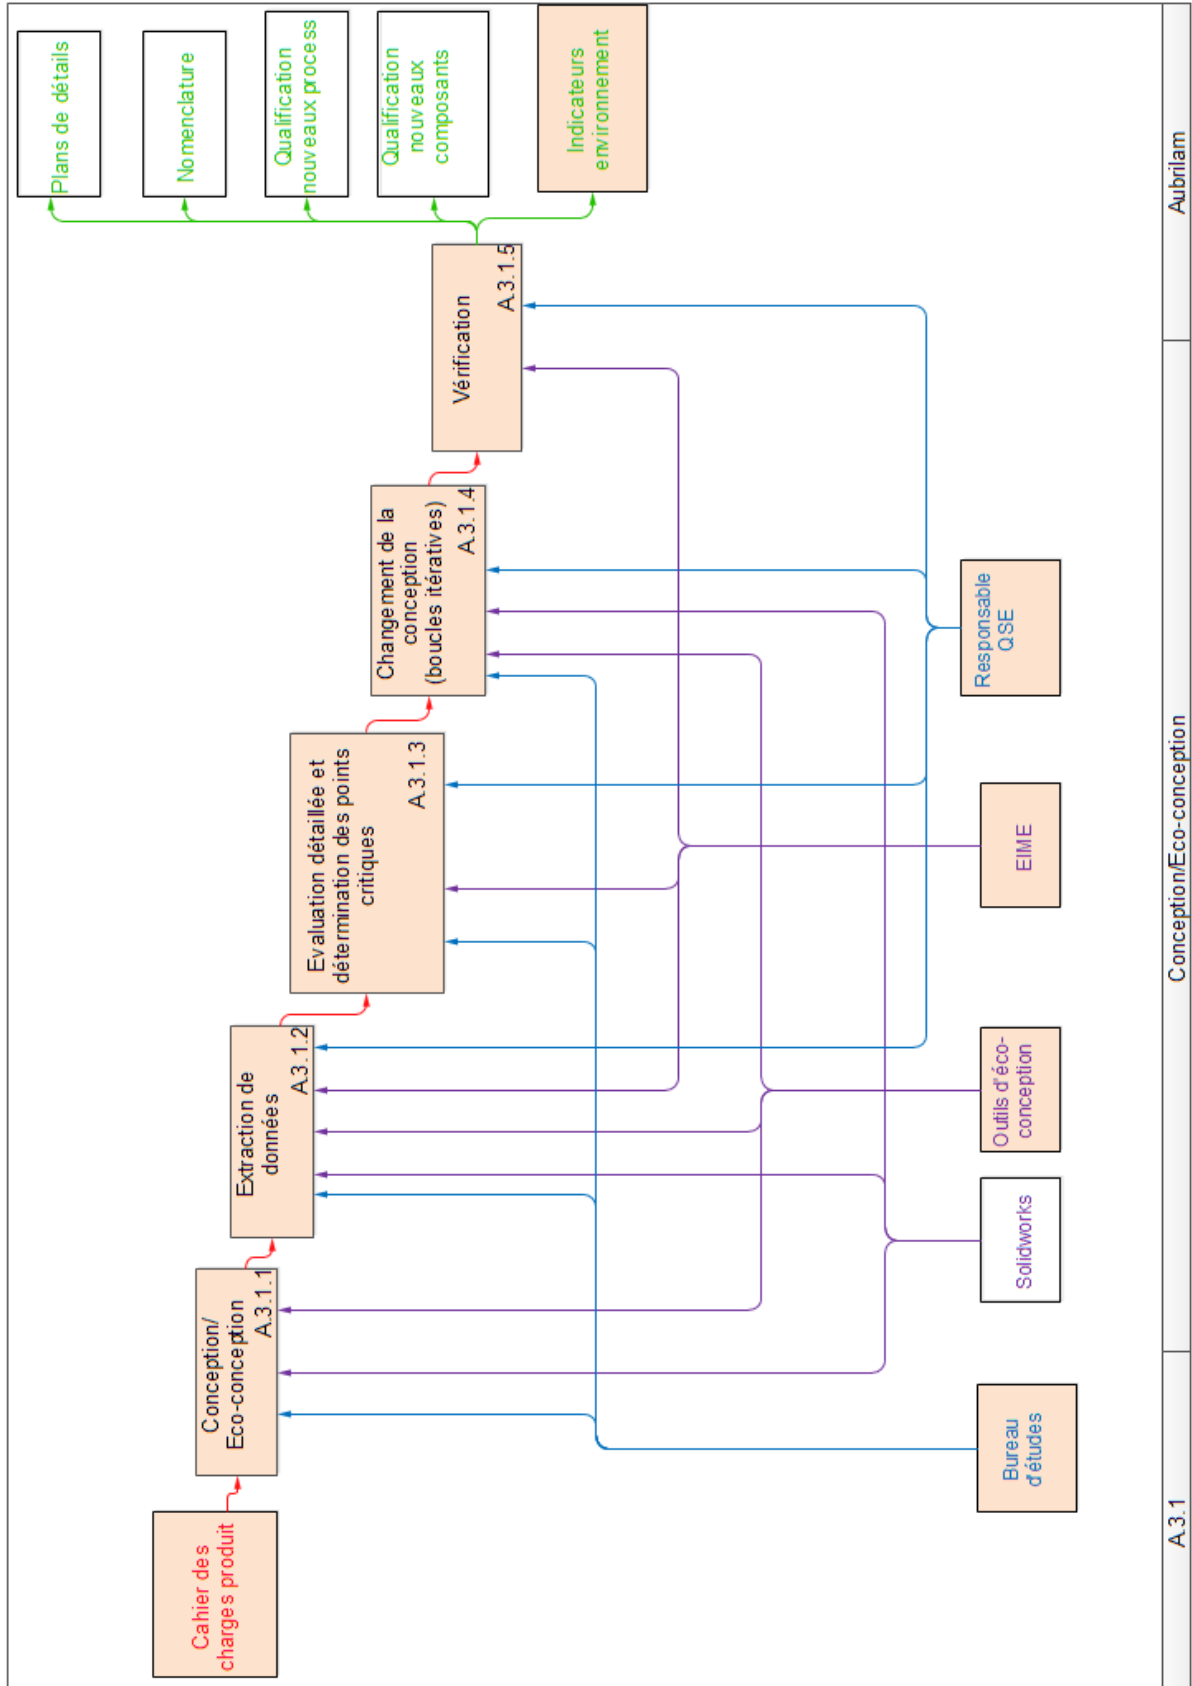 Cahier des
charges produit
Conception/
Eco-conception
A.3.1.1
Extraction de
données
A.3.1.2
Evaluation détaillée et
détermination des points
critiques
A.3.1.3
Changement de la
conception
(boucles itératives)
A.3.1.4
Vérification
A.3.1.5
Plans de détails
Nomenclature
Qualification
nouveaux process
Qualification
nouveaux
composants
Indicateurs
environnement
Bureau
d'études
Solidworks
Outils d'éco-
conception
EIME
Responsable
QSE
A.3.1
Conception/Eco-conception
Aubrilam